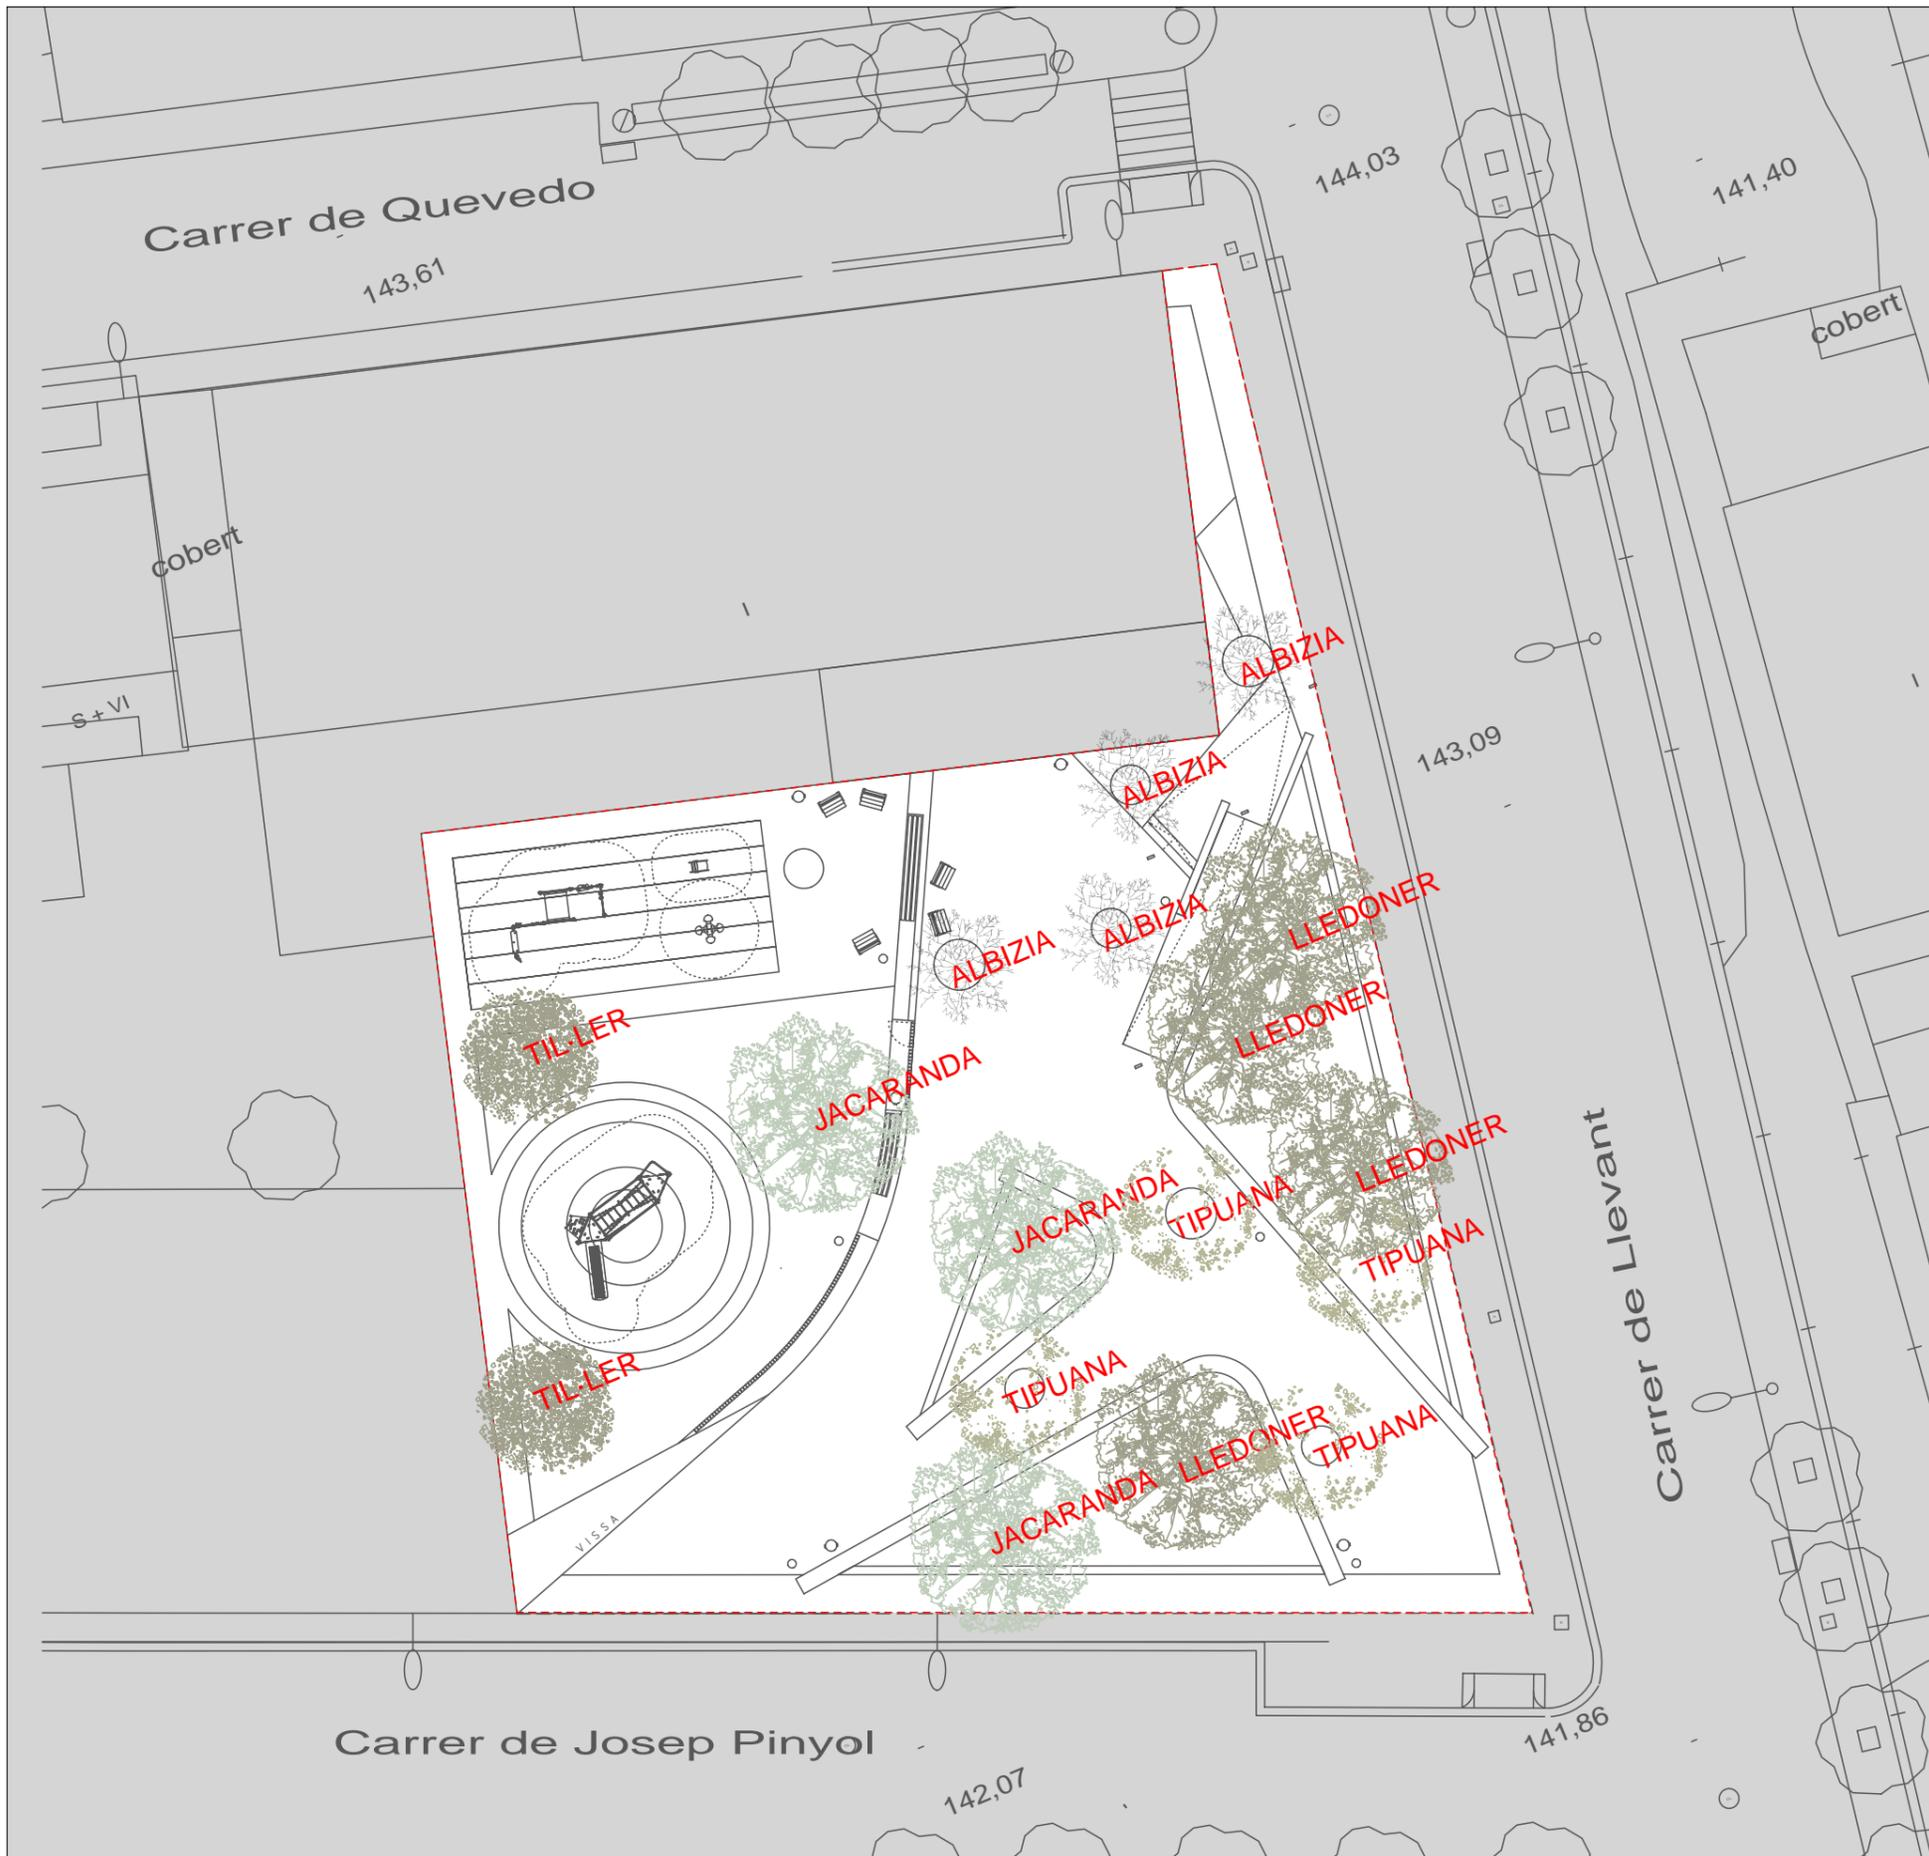 144,03
141,40
Carrer de Quevedo
143,61
cobert
cobert
I
ALBIZIA
I
S + VI
143,09
ALBIZIA
LLEDONER
ALBIZIA
ALBIZIA
LLEDONER
TIL·LER
JACARANDA
LLEDONER
JACARANDA
TIPUANA
TIPUANA
Carrer de Llevant
TIL·LER
TIPUANA
LLEDONER
TIPUANA
JACARANDA
VISSA
141,86
Carrer de Josep Pinyol
142,07